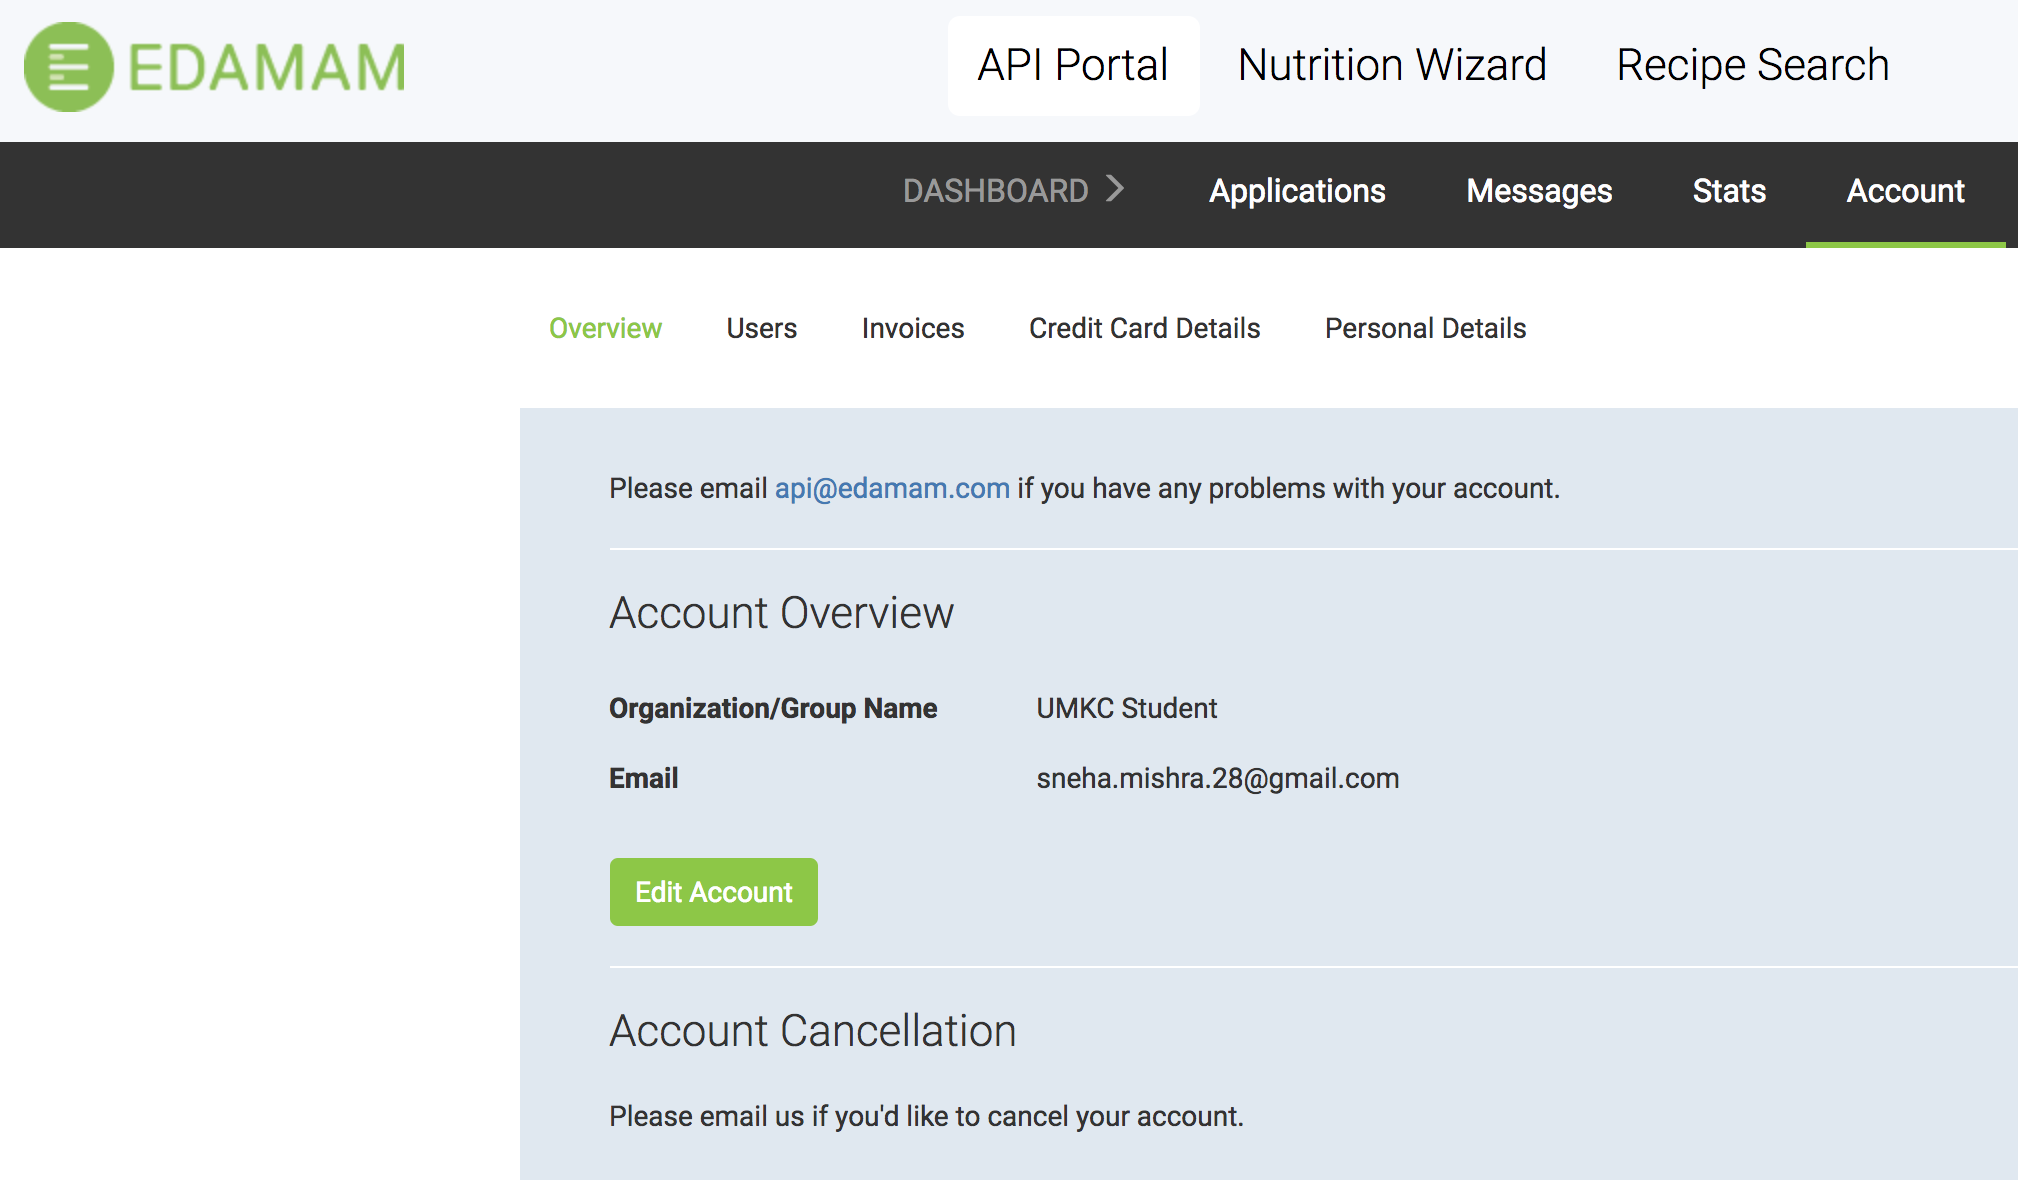 EDAMAM
API Portal Nutrition Wizard Recipe Search
DASHBOARD Applications Messages Stats Account
Overview Users Invoices Credit Card Details Personal Details
Please email api@edamam.com if you have any problems with your account.
Account Overview
Organization/Group Name UMKC Student
Email sneha.mishra.28@gmail.com
Edit Account
Account Cancellation
Please email us if you'd like to cancel your account.